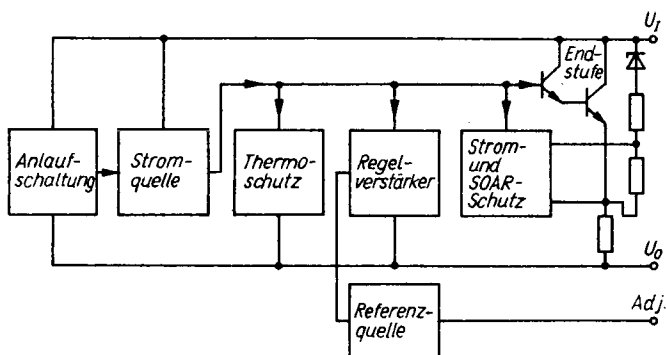 U_I
End-
stufe
Anlauf-
schaltung
Strom-
quelle
Thermo-
schutz
Regel-
verstärker
Strom-
und
SOAR-
Schutz
U_O
Referenz-
quelle
Adj.